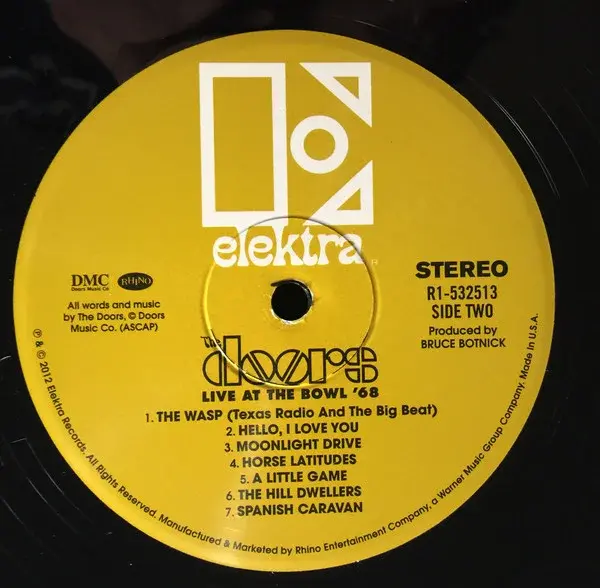 elektra
R
DMC
Doors Music Co
RHINO
All words and music
by The Doors, © Doors
Music Co. (ASCAP)
STEREO
R1-532513
SIDE TWO
Produced by
BRUCE BOTNICK
The
doors
LIVE AT THE BOWL '68
1. THE WASP (Texas Radio And The Big Beat)
2. HELLO, I LOVE YOU
3. MOONLIGHT DRIVE
4. HORSE LATITUDES
5. A LITTLE GAME
6. THE HILL DWELLERS
7. SPANISH CARAVAN
℗ & © 2012 Elektra Records. All Rights Reserved. Manufactured & Marketed by Rhino Entertainment Company, a Warner Music Group Company. Made in U.S.A.